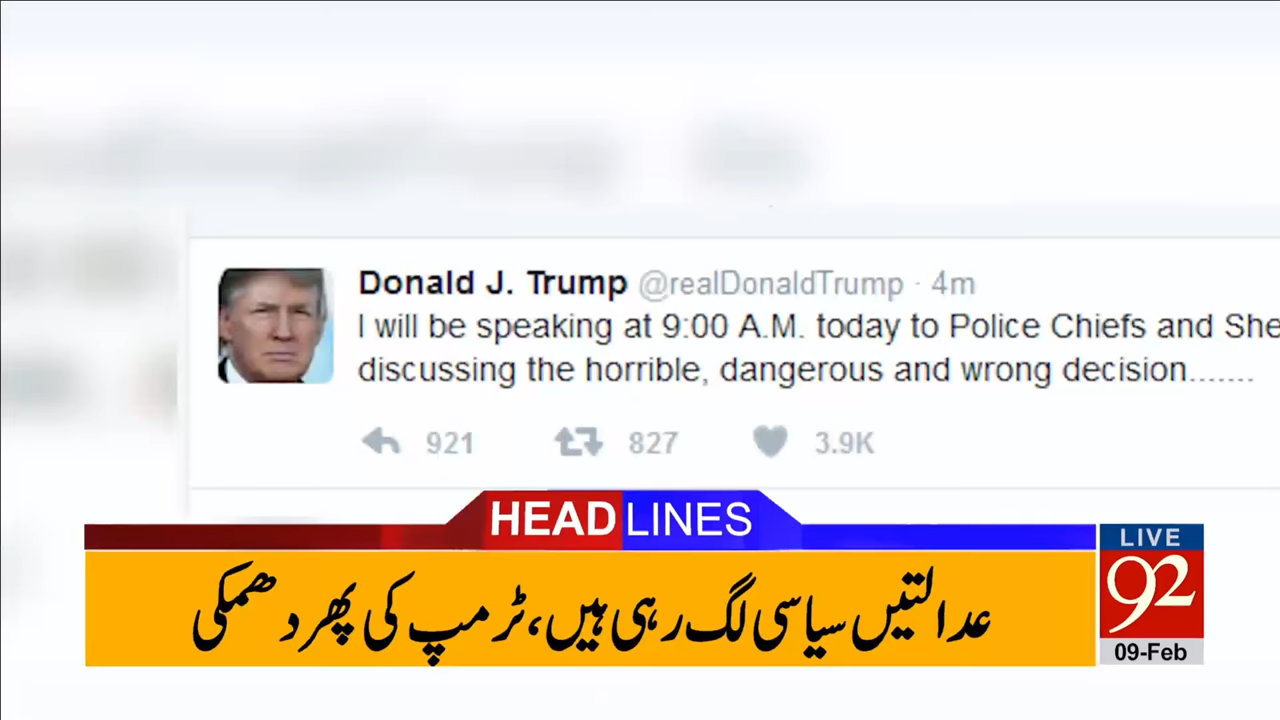 Donald J. Trump @realDonaldTrump · 4m
I will be speaking at 9:00 A.M. today to Police Chiefs and She
discussing the horrible, dangerous and wrong decision.......
921 827 3.9K
HEADLINES
عدالتیں سیاسی لگ رہی ہیں، ٹرمپ کی پھر دھمکی
LIVE
92
09-Feb